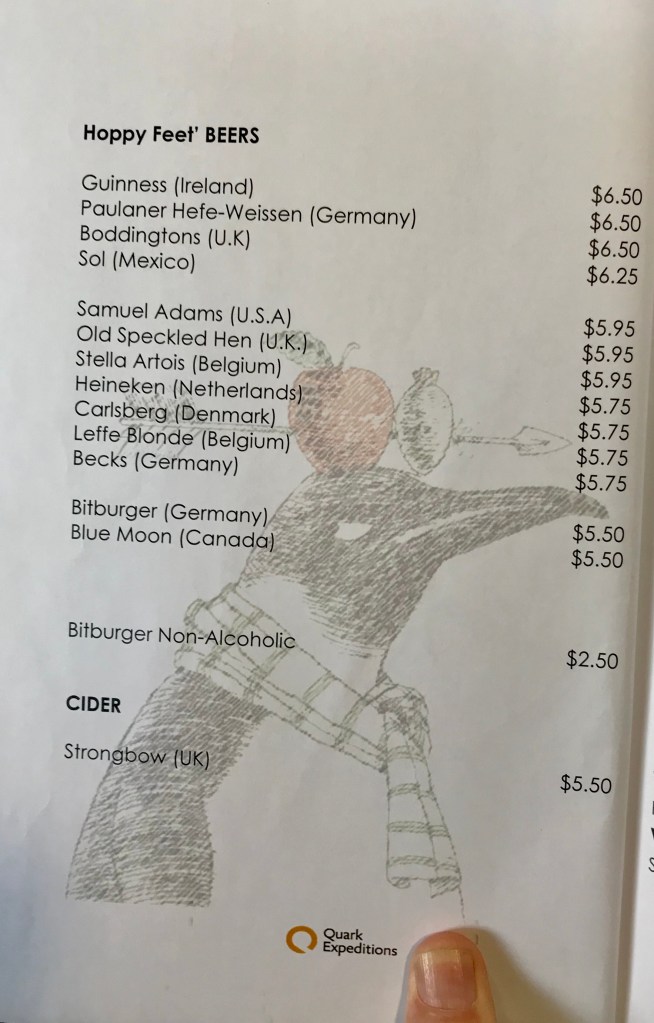 Hoppy Feet' BEERS
Guinness (Ireland) $6.50
Paulaner Hefe-Weissen (Germany) $6.50
Boddingtons (U.K) $6.50
Sol (Mexico) $6.25
Samuel Adams (U.S.A) $5.95
Old Speckled Hen (U.K.) $5.95
Stella Artois (Belgium) $5.95
Heineken (Netherlands) $5.75
Carlsberg (Denmark) $5.75
Leffe Blonde (Belgium) $5.75
Becks (Germany) $5.75
Bitburger (Germany) $5.50
Blue Moon (Canada) $5.50
Bitburger Non-Alcoholic $2.50
CIDER
Strongbow (UK) $5.50
Quark
Expeditions